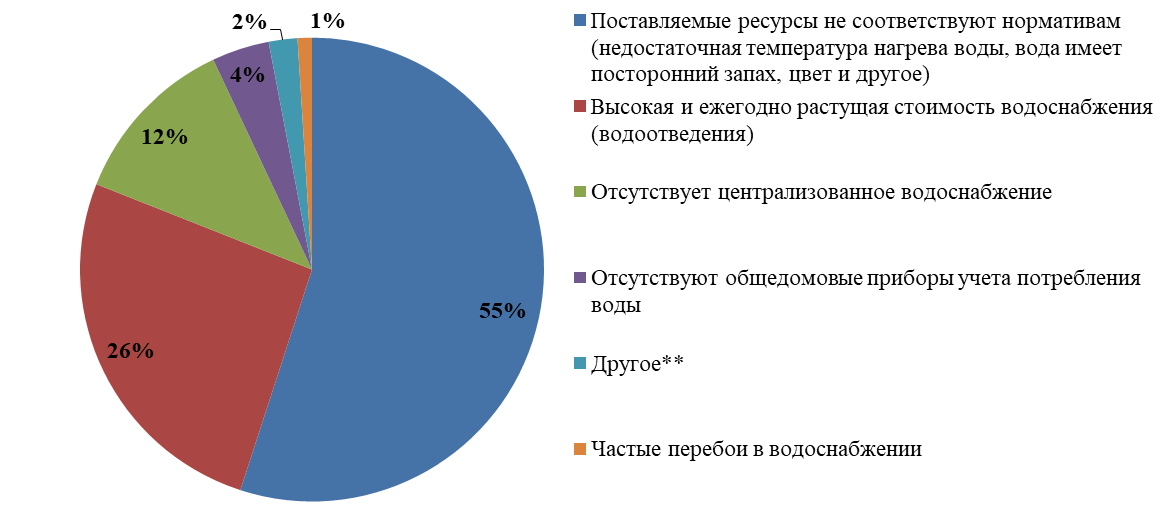 2%
1%
4%
12%
55%
26%
Поставляемые ресурсы не соответствуют нормативам
(недостаточная температура нагрева воды, вода имеет
посторонний запах, цвет и другое)
Высокая и ежегодно растущая стоимость водоснабжения
(водоотведения)
Отсутствует централизованное водоснабжение
Отсутствуют общедомовые приборы учета потребления
воды
Другое**
Частые перебои в водоснабжении